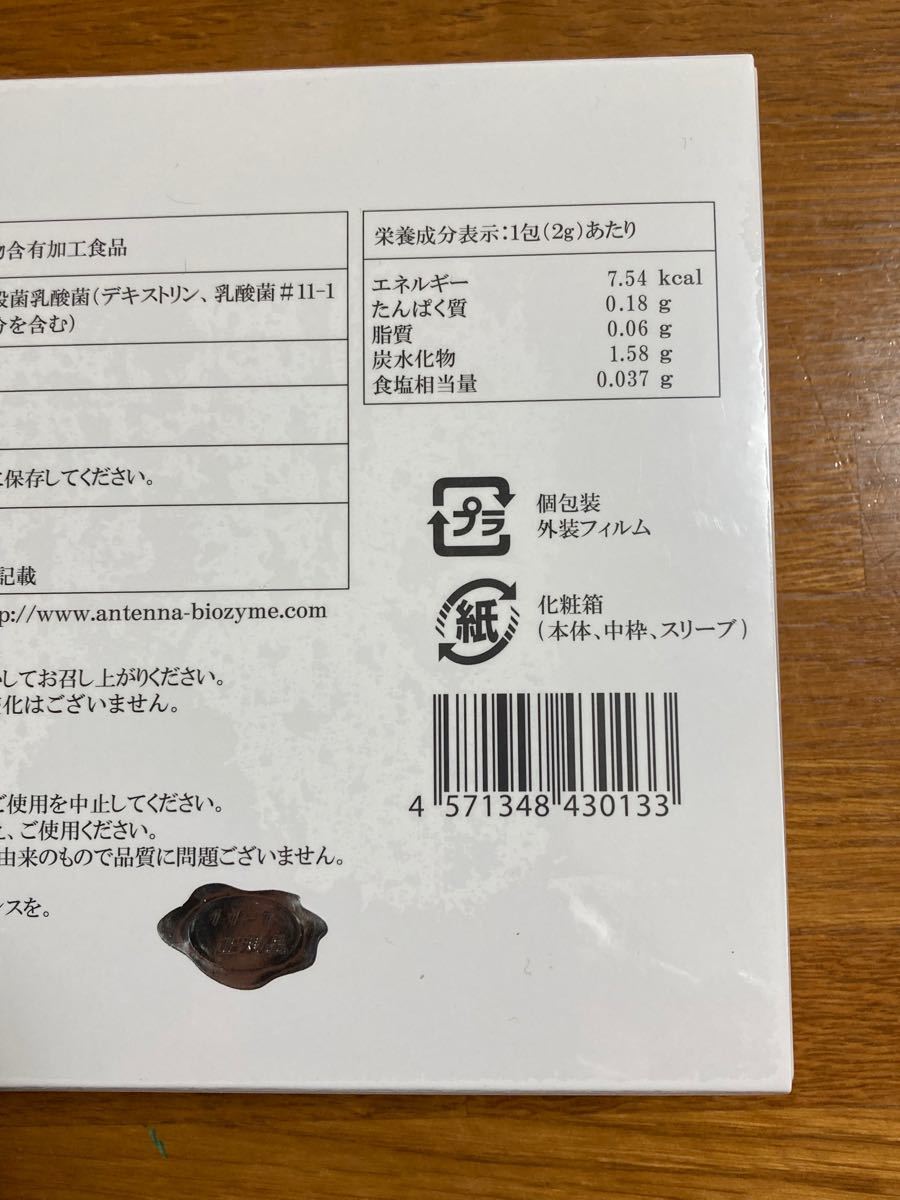 物含有加工食品
殺菌乳酸菌(デキストリン、乳酸菌#11-1
分を含む)
に保存してください。
記載
p://www.antenna-biozyme.com
してお召し上がりください。
変化はございません。
ご使用を中止してください。
え、ご使用ください。
由来のもので品質に問題ございません。
ンスを。
栄養成分表示:1包(2g)あたり
エネルギー 7.54 kcal
たんぱく質 0.18 g
脂質 0.06 g
炭水化物 1.58 g
食塩相当量 0.037 g
プラ
個包装
外装フィルム
紙
化粧箱
(本体、中枠、スリーブ)
4 571348 430133